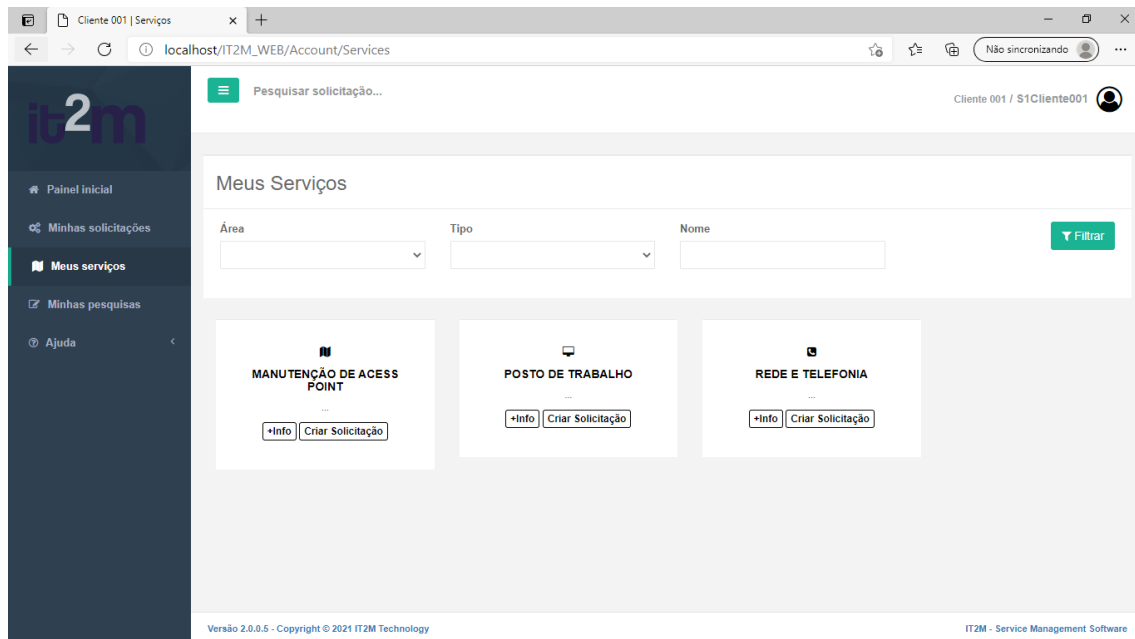 Cliente 001 | Serviços
localhost/IT2M_WEB/Account/Services
Não sincronizando
it2m
Pesquisar solicitação...
Cliente 001 / S1Cliente001
Painel inicial
Minhas solicitações
Meus serviços
Minhas pesquisas
Ajuda
Meus Serviços
Área Tipo Nome
Filtrar
MANUTENÇÃO DE ACESS
POINT
...
+Info Criar Solicitação
POSTO DE TRABALHO
...
+Info Criar Solicitação
REDE E TELEFONIA
...
+Info Criar Solicitação
Versão 2.0.0.5 - Copyright © 2021 IT2M Technology
IT2M - Service Management Software